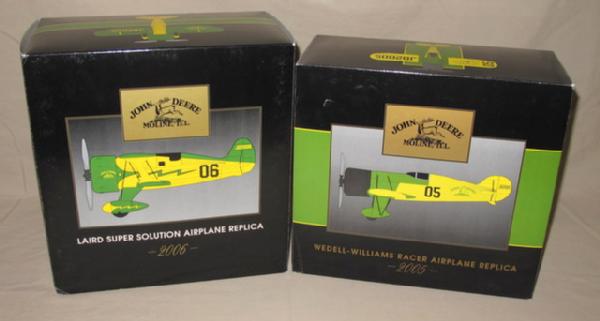 JOHN DEERE
MOLINE, ILL.
06
LAIRD SUPER SOLUTION AIRPLANE REPLICA
- 2006 -
JD2005
JOHN DEERE
MOLINE, ILL.
05
WEDELL-WILLIAMS RACER AIRPLANE REPLICA
- 2005 -